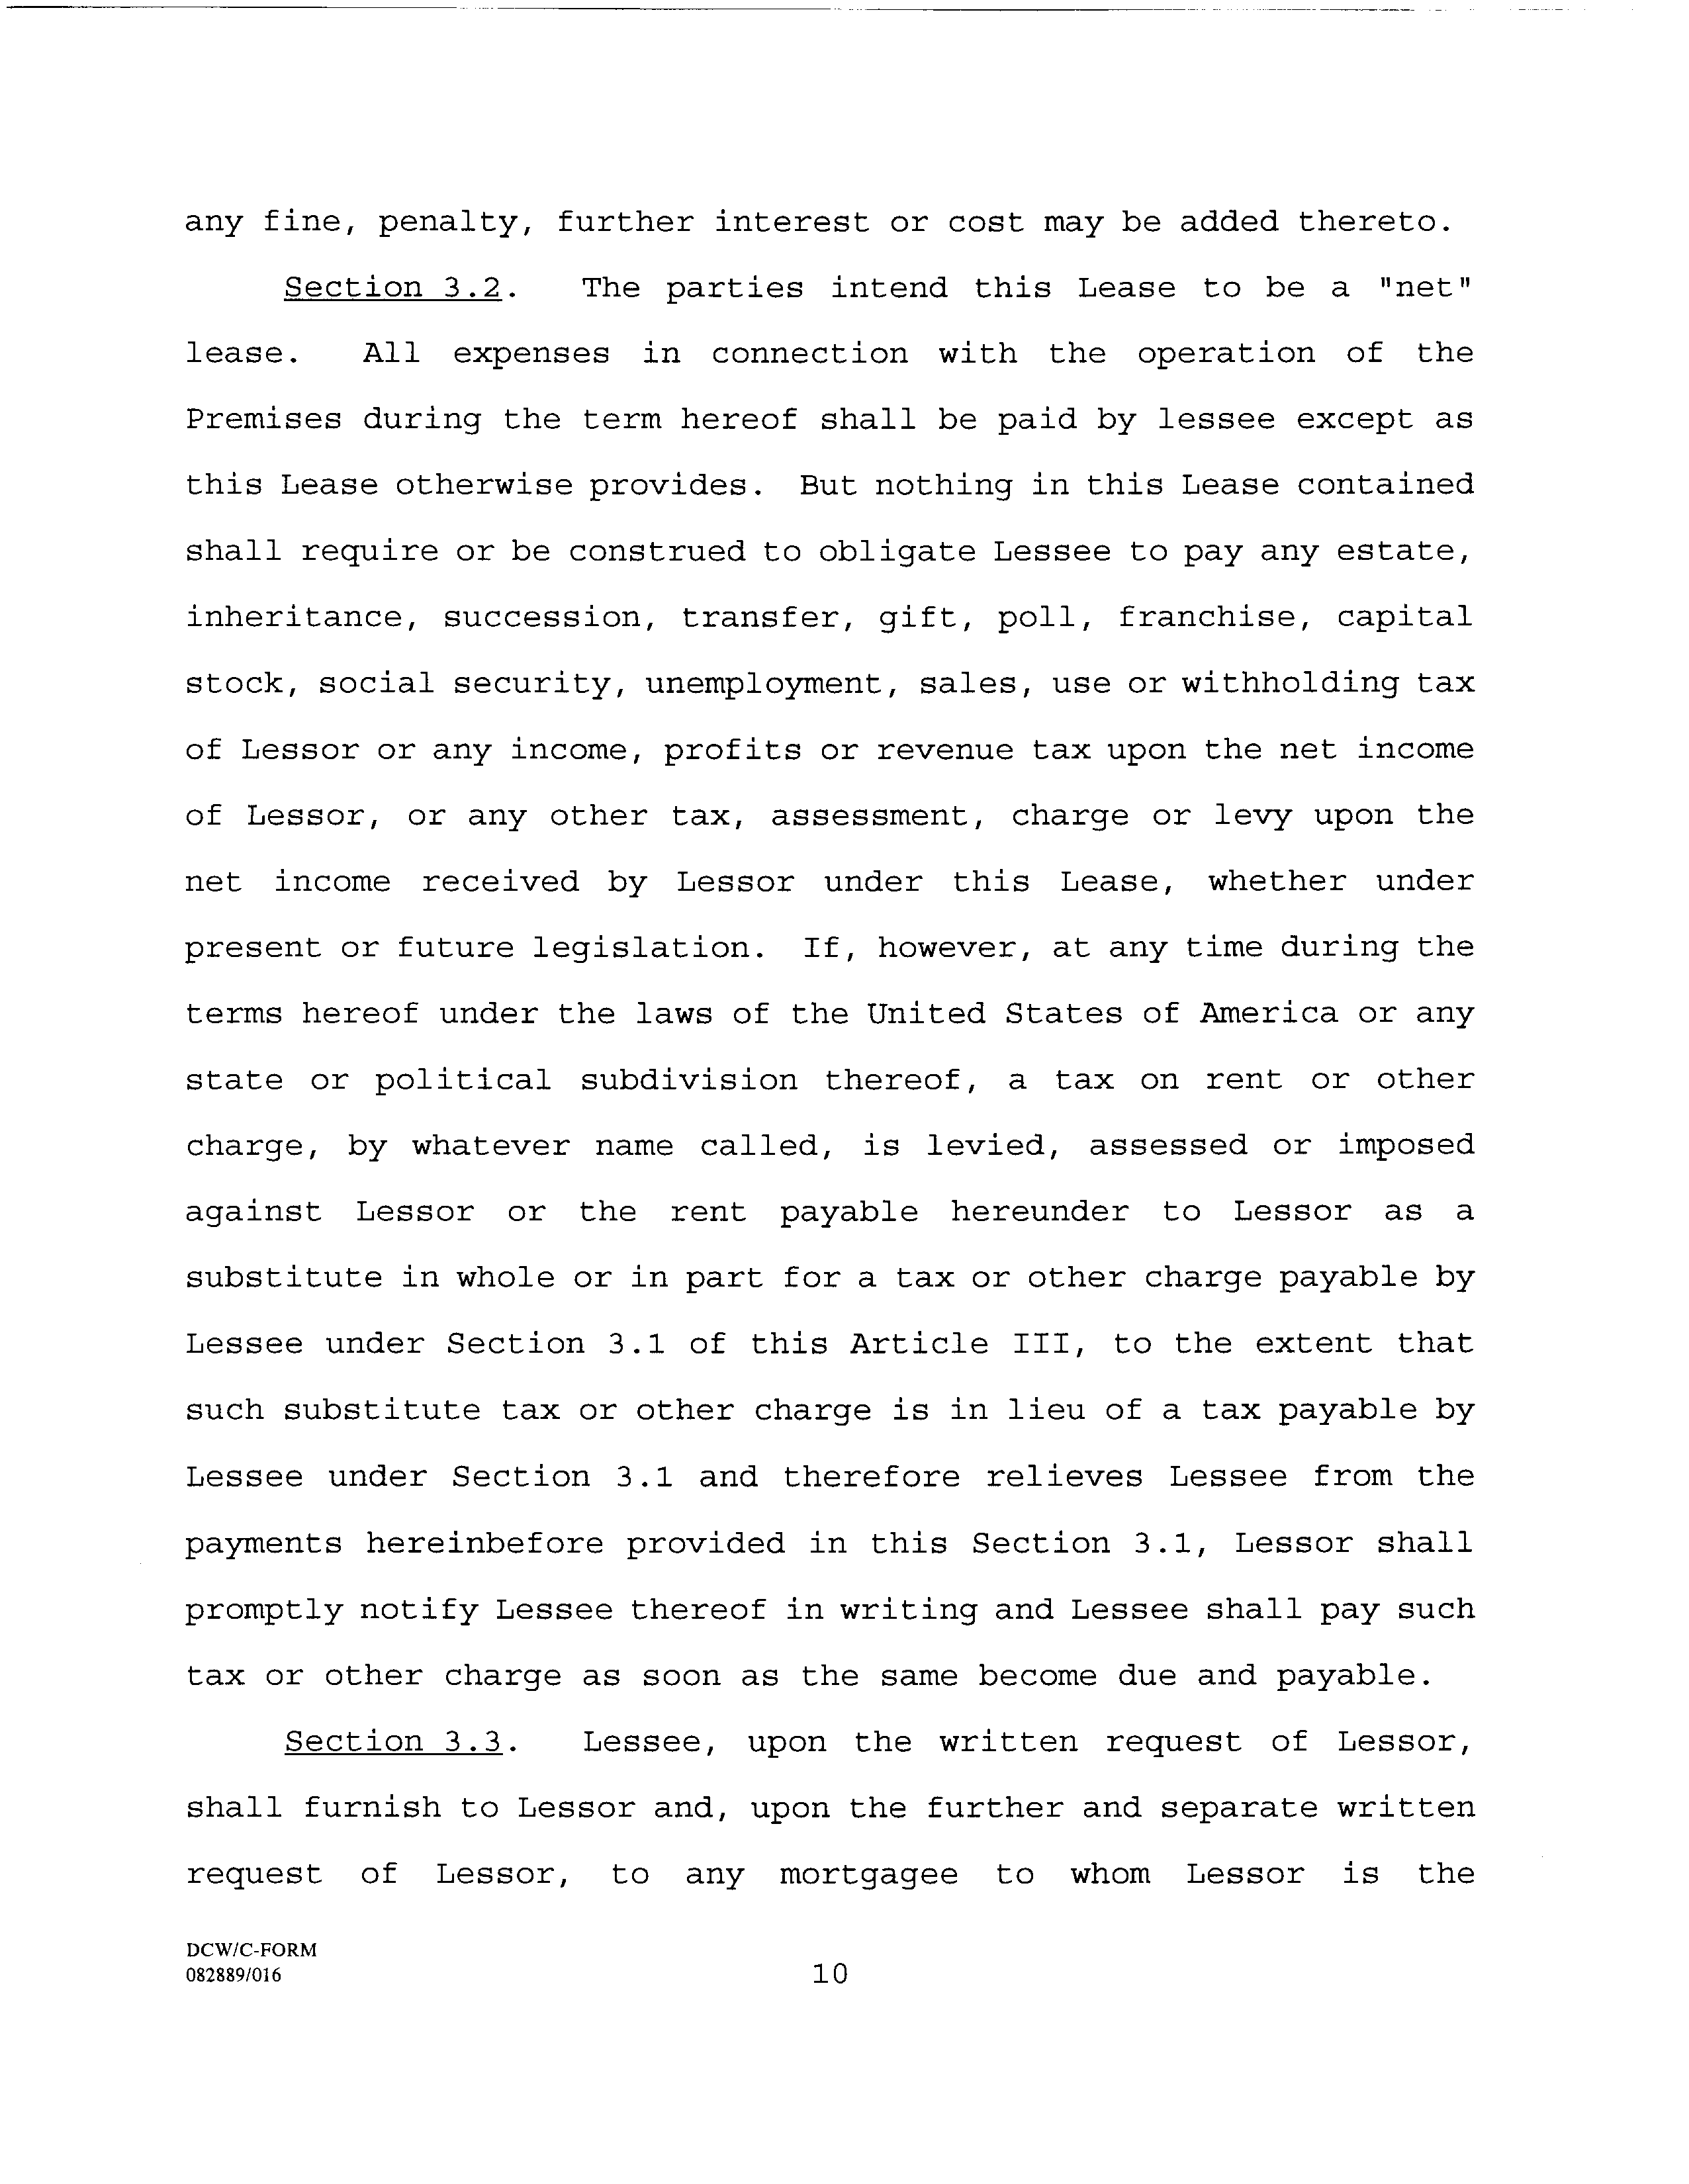 any fine, penalty, further interest or cost may be added thereto.
Section 3.2. The parties intend this Lease to be a "net"
lease. All expenses in connection with the operation of the
Premises during the term hereof shall be paid by lessee except as
this Lease otherwise provides. But nothing in this Lease contained
shall require or be construed to obligate Lessee to pay any estate,
inheritance, succession, transfer, gift, poll, franchise, capital
stock, social security, unemployment, sales, use or withholding tax
of Lessor or any income, profits or revenue tax upon the net income
of Lessor, or any other tax, assessment, charge or levy upon the
net income received by Lessor under this Lease, whether under
present or future legislation. If, however, at any time during the
terms hereof under the laws of the United States of America or any
state or political subdivision thereof, a tax on rent or other
charge, by whatever name called, is levied, assessed or imposed
against Lessor or the rent payable hereunder to Lessor as a
substitute in whole or in part for a tax or other charge payable by
Lessee under Section 3.1 of this Article III, to the extent that
such substitute tax or other charge is in lieu of a tax payable by
Lessee under Section 3.1 and therefore relieves Lessee from the
payments hereinbefore provided in this Section 3.1, Lessor shall
promptly notify Lessee thereof in writing and Lessee shall pay such
tax or other charge as soon as the same become due and payable.
Section 3.3. Lessee, upon the written request of Lessor,
shall furnish to Lessor and, upon the further and separate written
request of Lessor, to any mortgagee to whom Lessor is the
DCW/C-FORM
082889/016
10